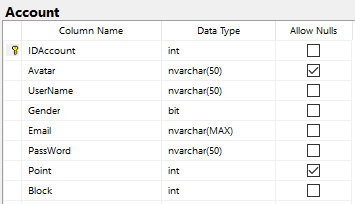 Account
Column Name Data Type Allow Nulls
IDAccount int
Avatar nvarchar(50)
UserName nvarchar(50)
Gender bit
Email nvarchar(MAX)
PassWord nvarchar(50)
Point int
Block int